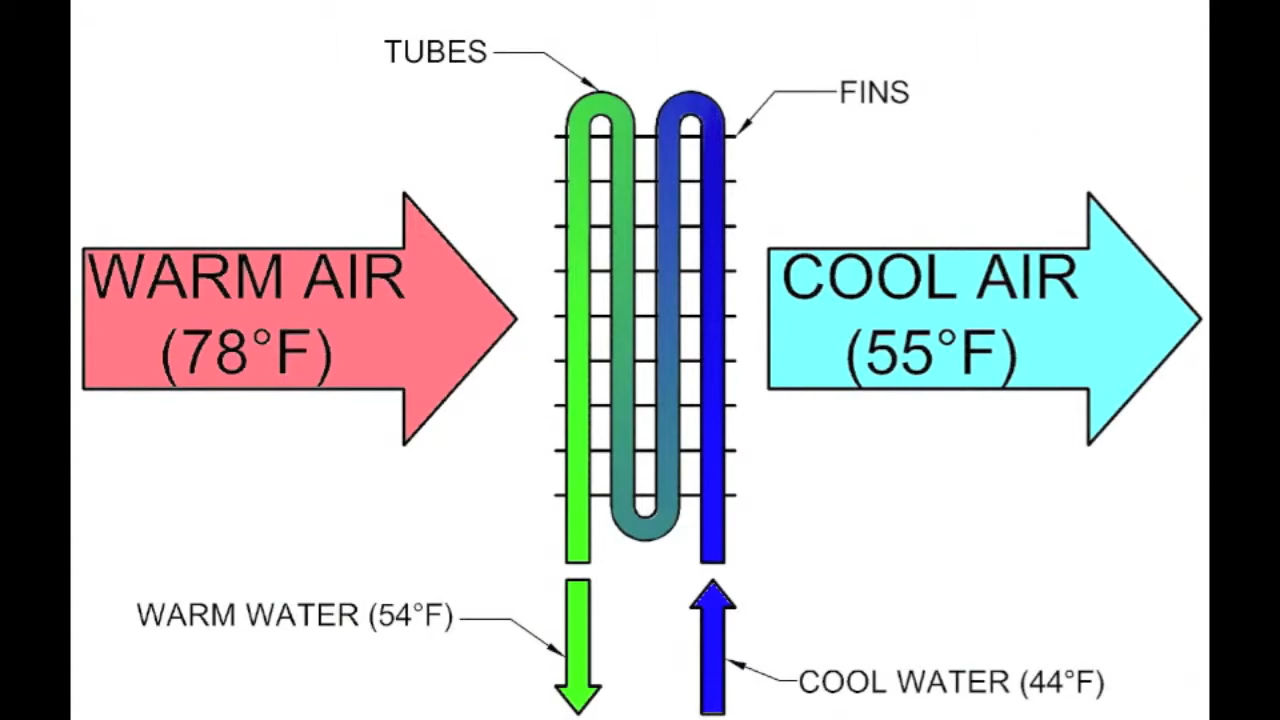 TUBES
FINS
WARM AIR
(78°F)
COOL AIR
(55°F)
WARM WATER (54°F)
COOL WATER (44°F)